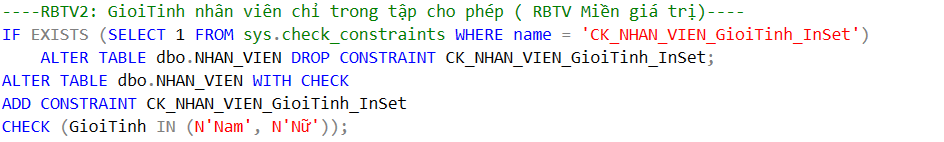 ----RBTV2: GioiTinh nhân viên chỉ trong tập cho phép ( RBTV Miền giá trị)----
IF EXISTS (SELECT 1 FROM sys.check_constraints WHERE name = 'CK_NHAN_VIEN_GioiTinh_InSet')
    ALTER TABLE dbo.NHAN_VIEN DROP CONSTRAINT CK_NHAN_VIEN_GioiTinh_InSet;
ALTER TABLE dbo.NHAN_VIEN WITH CHECK
ADD CONSTRAINT CK_NHAN_VIEN_GioiTinh_InSet
CHECK (GioiTinh IN (N'Nam', N'Nữ'));